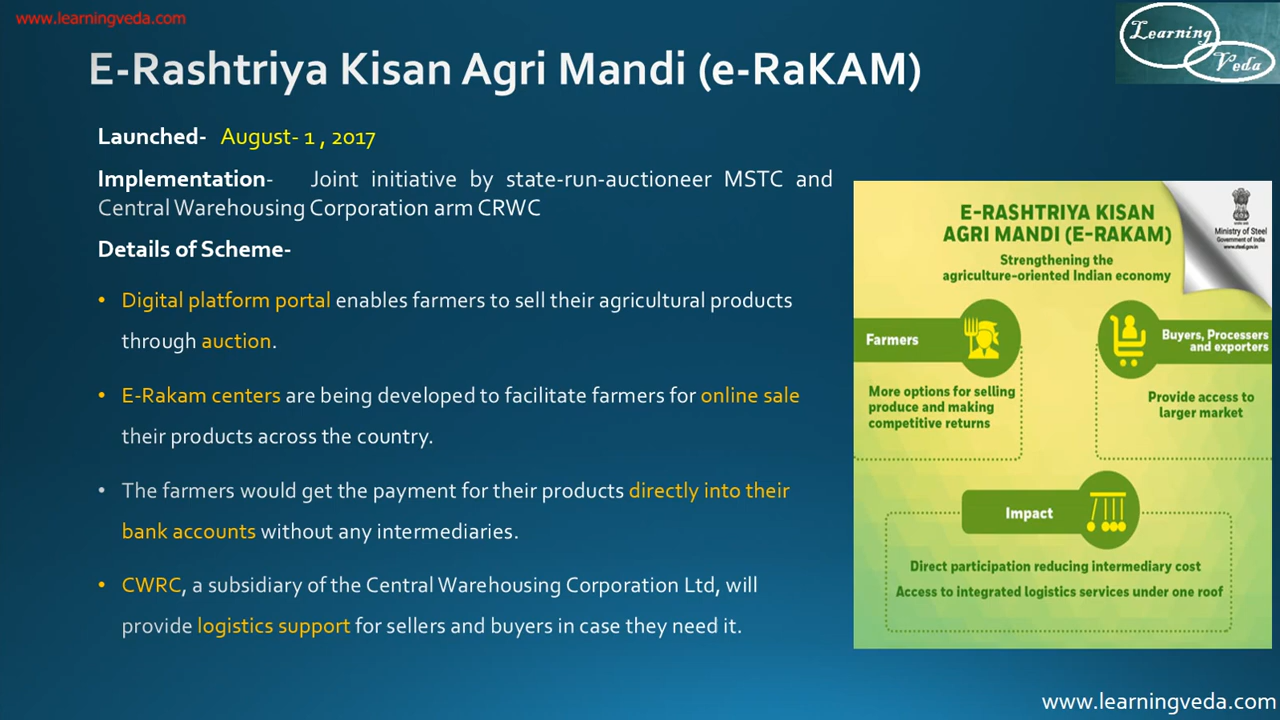 www.learningveda.com
Learning
Veda
E-Rashtriya Kisan Agri Mandi (e-RaKAM)
Launched- August- 1 , 2017
Implementation- Joint initiative by state-run-auctioneer MSTC and
Central Warehousing Corporation arm CRWC
Details of Scheme-
• Digital platform portal enables farmers to sell their agricultural products
through auction.
• E-Rakam centers are being developed to facilitate farmers for online sale
their products across the country.
• The farmers would get the payment for their products directly into their
bank accounts without any intermediaries.
• CWRC, a subsidiary of the Central Warehousing Corporation Ltd, will
provide logistics support for sellers and buyers in case they need it.
E-RASHTRIYA KISAN
AGRI MANDI (E-RAKAM)
Strengthening the
agriculture-oriented Indian economy
Ministry of Steel
Government of India
www.steel.gov.in
Farmers
More options for selling
produce and making
competitive returns
Buyers, Processers
and exporters
Provide access to
larger market
Impact
Direct participation reducing intermediary cost
Access to integrated logistics services under one roof
www.learningveda.com